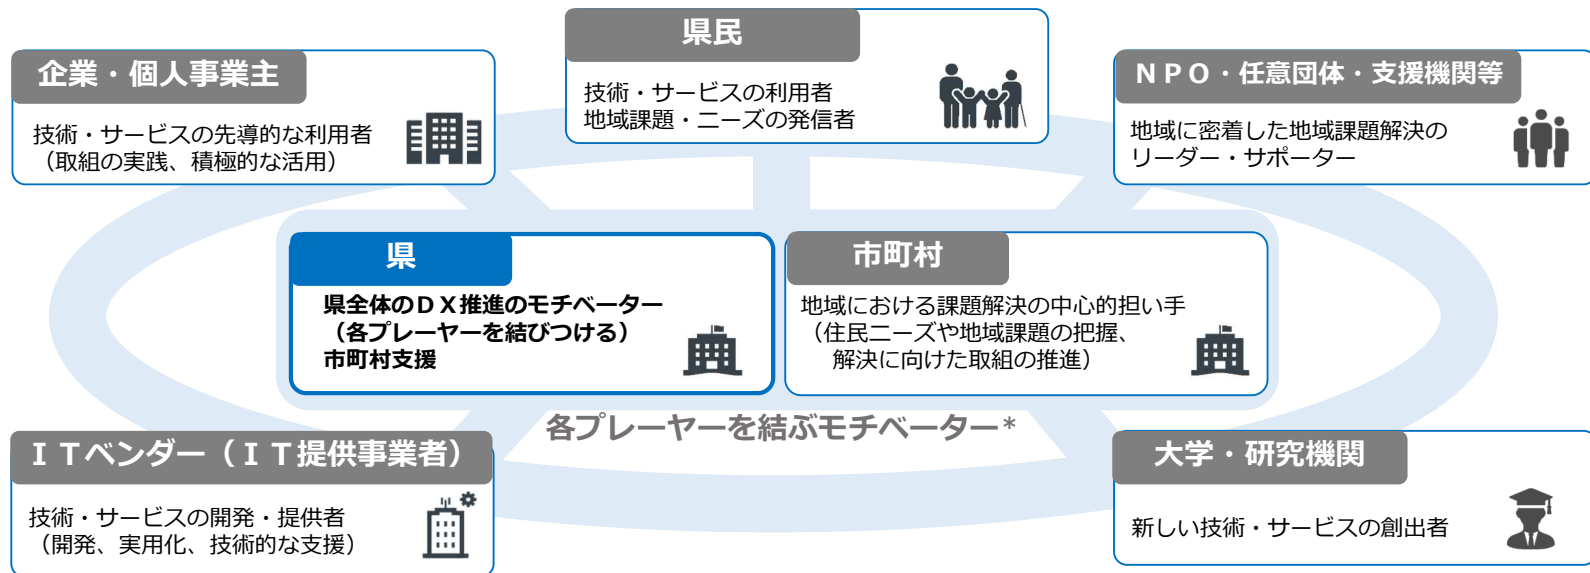 県民
技術・サービスの利用者
地域課題・ニーズの発信者
企業・個人事業主
技術・サービスの先導的な利用者
（取組の実践、積極的な活用）
ＮＰＯ・任意団体・支援機関等
地域に密着した地域課題解決の
リーダー・サポーター
県
県全体のＤＸ推進のモチベーター
（各プレーヤーを結びつける）
市町村支援
市町村
地域における課題解決の中心的担い手
（住民ニーズや地域課題の把握、
解決に向けた取組の推進）
各プレーヤーを結ぶモチベーター*
ＩＴベンダー（ＩＴ提供事業者）
技術・サービスの開発・提供者
（開発、実用化、技術的な支援）
大学・研究機関
新しい技術・サービスの創出者